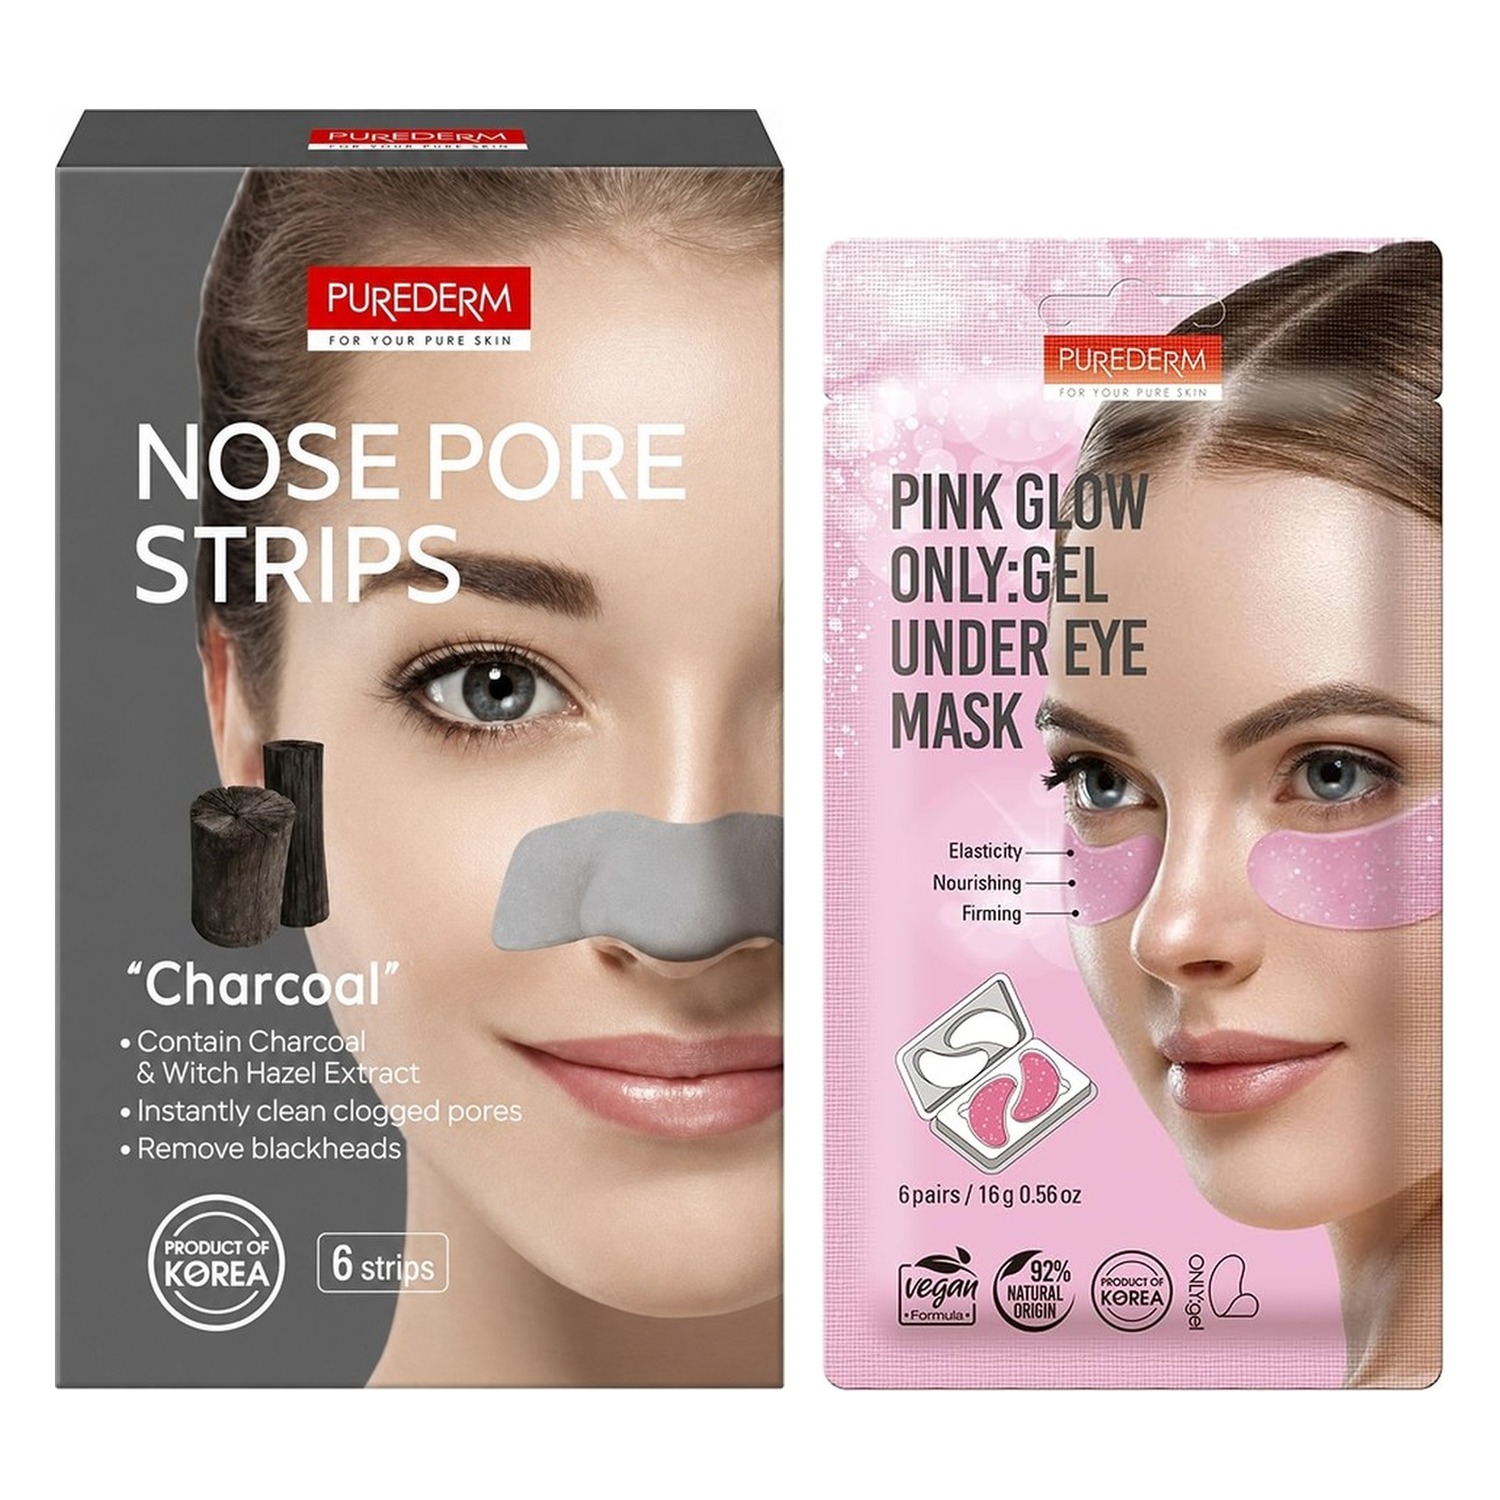 PUREDERM
FOR YOUR PURE SKIN
PUREDERM
FOR YOUR PURE SKIN
NOSE PORE
STRIPS
“Charcoal”
• Contain Charcoal
& Witch Hazel Extract
• Instantly clean clogged pores
• Remove blackheads
PRODUCT OF
KOREA
6 strips
PUREDERM
FOR YOUR PURE SKIN
PINK GLOW
ONLY:GEL
UNDER EYE
MASK
Elasticity
Nourishing
Firming
6 pairs / 16 g 0.56 oz
vegan
• Formula •
92%
NATURAL
ORIGIN
PRODUCT OF
KOREA
ONLY:gel